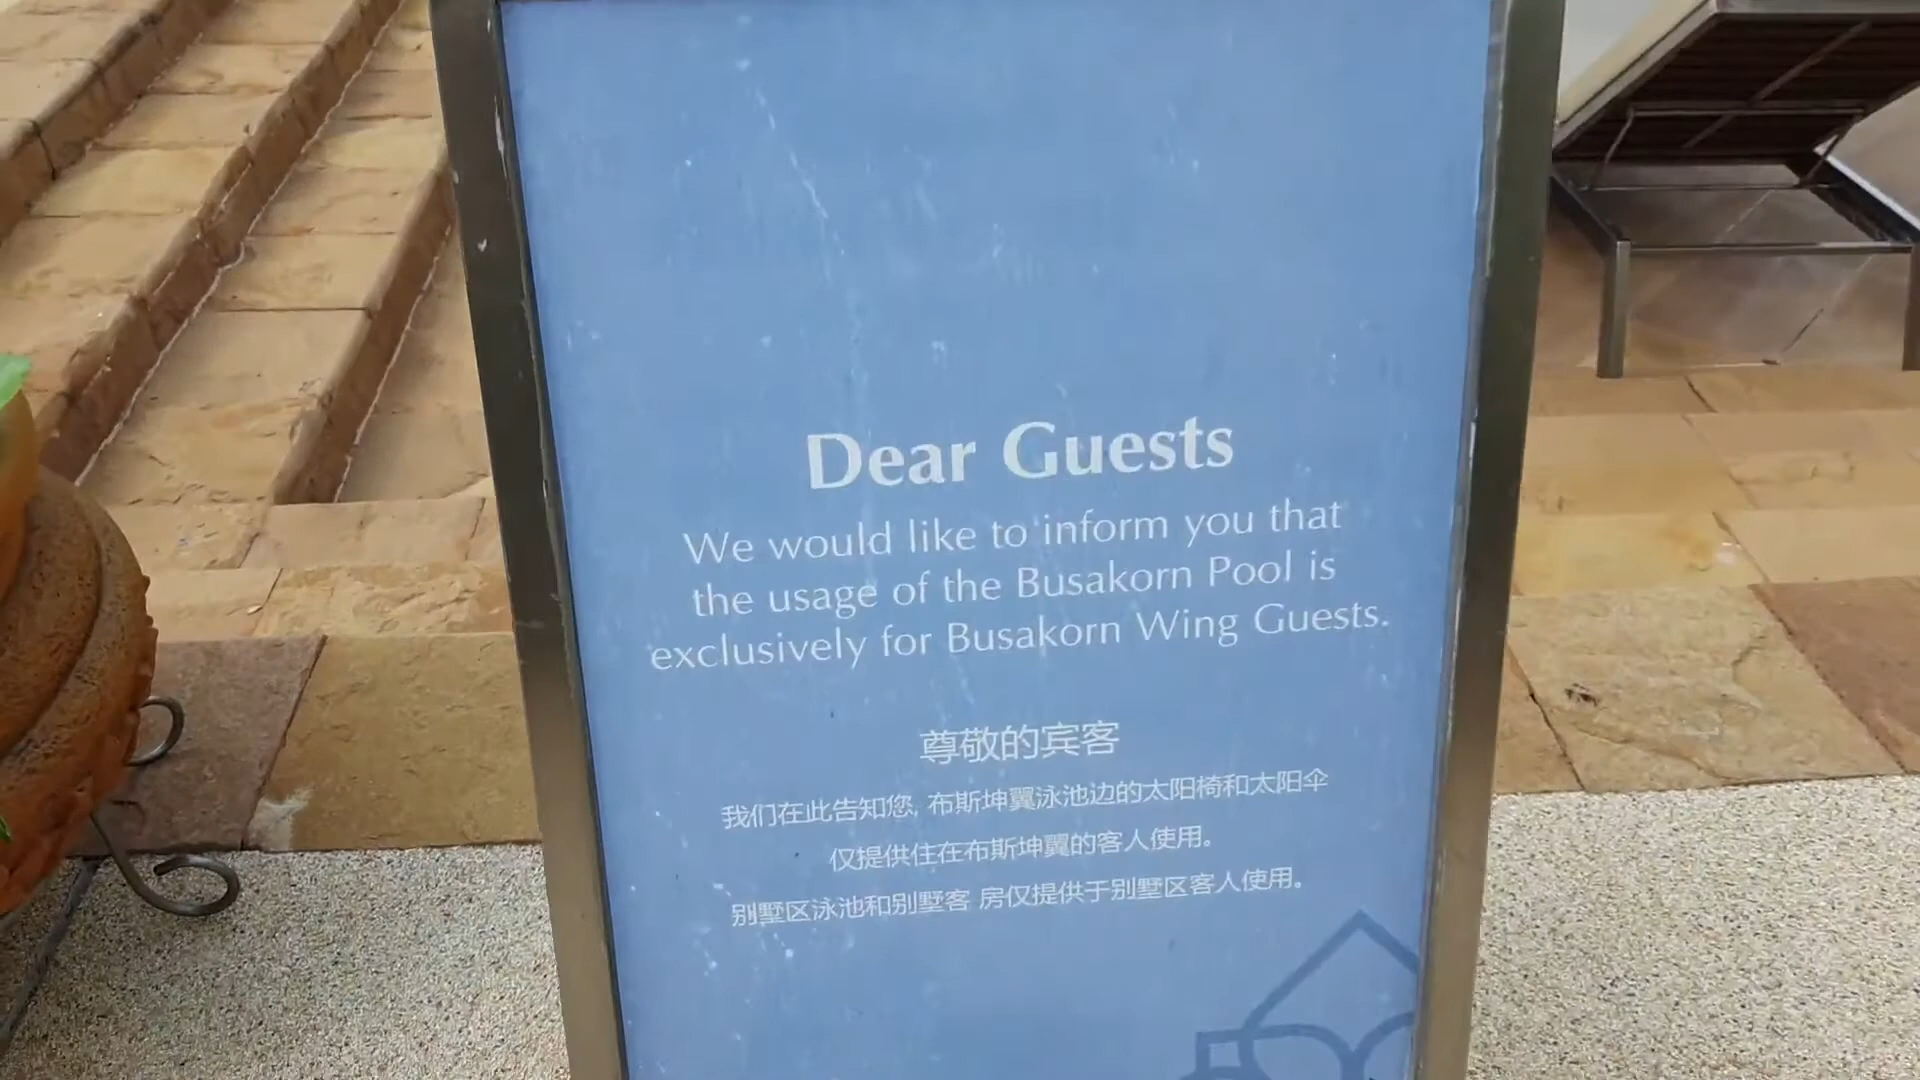 Dear Guests
We would like to inform you that
the usage of the Busakorn Pool is
exclusively for Busakorn Wing Guests.
尊敬的宾客
我们在此告知您, 布斯坤翼泳池边的太阳椅和太阳伞
仅提供住在布斯坤翼的客人使用。
别墅区泳池和别墅客 房仅提供于别墅区客人使用。